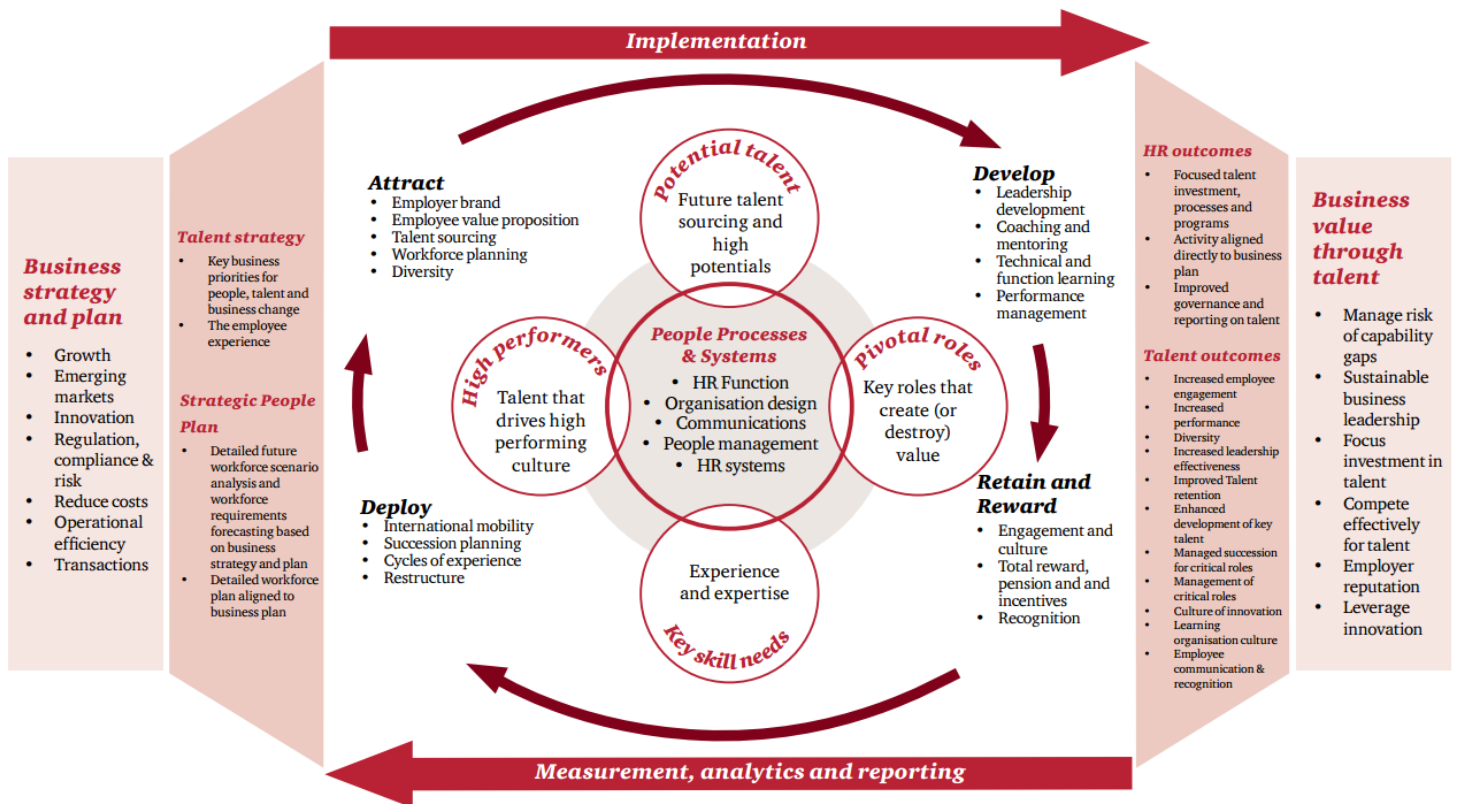 Implementation
Business
strategy
and plan
• Growth
• Emerging
markets
• Innovation
• Regulation,
compliance &
risk
• Reduce costs
• Operational
efficiency
• Transactions
Talent strategy
• Key business
priorities for
people, talent and
business change
• The employee
experience
Strategic People
Plan
• Detailed future
workforce scenario
analysis and
workforce
requirements
forecasting based
on business
strategy and plan
• Detailed workforce
plan aligned to
business plan
Attract
• Employer brand
• Employee value proposition
• Talent sourcing
• Workforce planning
• Diversity
Potential talent
Future talent
sourcing and
high
potentials
Develop
• Leadership
development
• Coaching and
mentoring
• Technical and
function learning
• Performance
management
High performers
Talent that
drives high
performing
culture
People Processes
& Systems
• HR Function
• Organisation design
• Communications
• People management
• HR systems
Pivotal roles
Key roles that
create (or
destroy)
value
Deploy
• International mobility
• Succession planning
• Cycles of experience
• Restructure
Experience
and expertise
Key skill needs
Retain and
Reward
• Engagement and
culture
• Total reward,
pension and and
incentives
• Recognition
HR outcomes
• Focused talent
investment,
processes and
programs
• Activity aligned
directly to business
plan
• Improved
governance and
reporting on talent
Talent outcomes
• Increased employee
engagement
• Increased
performance
• Diversity
• Increased leadership
effectiveness
• Improved Talent
retention
• Enhanced
development of key
talent
• Managed succession
for critical roles
• Management of
critical roles
• Culture of innovation
• Learning
organisation culture
• Employee
communication &
recognition
Business
value
through
talent
• Manage risk
of capability
gaps
• Sustainable
business
leadership
• Focus
investment in
talent
• Compete
effectively
for talent
• Employer
reputation
• Leverage
innovation
Measurement, analytics and reporting